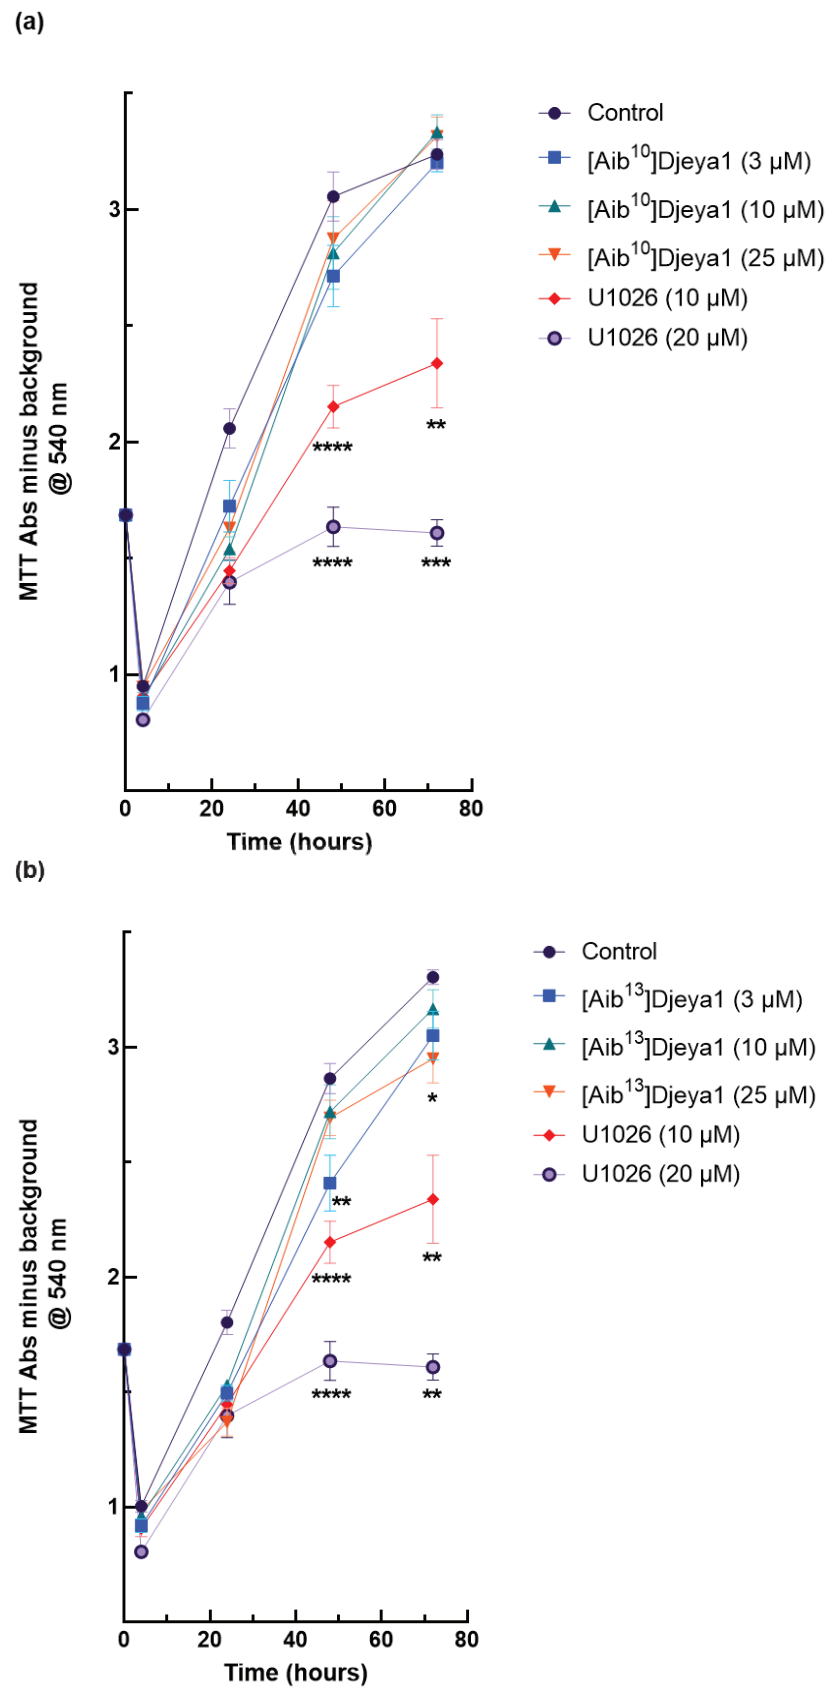 (a)
Control
[Aib¹⁰]Djeya1 (3 µM)
[Aib¹⁰]Djeya1 (10 µM)
[Aib¹⁰]Djeya1 (25 µM)
U1026 (10 µM)
U1026 (20 µM)
MTT Abs minus background
@ 540 nm
3
2
1
****
**
****
***
0 20 40 60 80
Time (hours)
(b)
Control
[Aib¹³]Djeya1 (3 µM)
[Aib¹³]Djeya1 (10 µM)
[Aib¹³]Djeya1 (25 µM)
U1026 (10 µM)
U1026 (20 µM)
MTT Abs minus background
@ 540 nm
3
2
1
*
**
**
****
****
**
0 20 40 60 80
Time (hours)